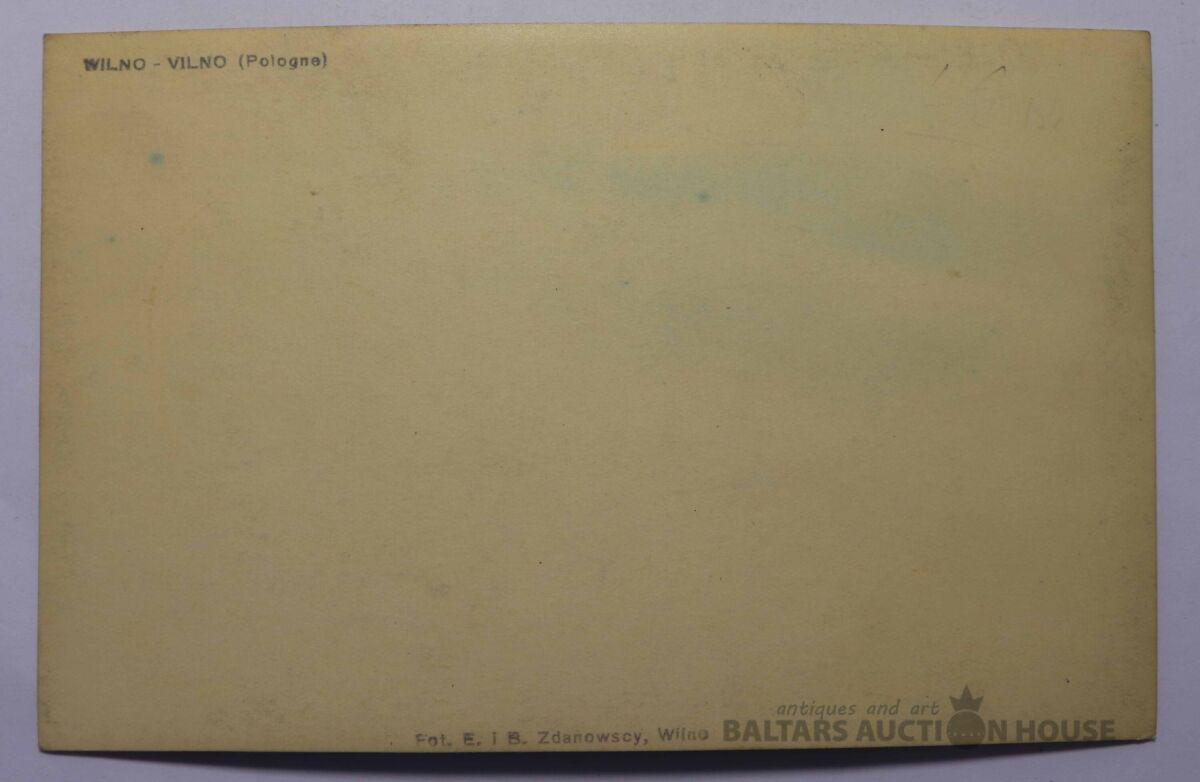 WILNO - VILNO (Pologne)
Fot. E. i B. Zdanowscy, Wilno
antiques and art
BALTARS AUCTION HOUSE